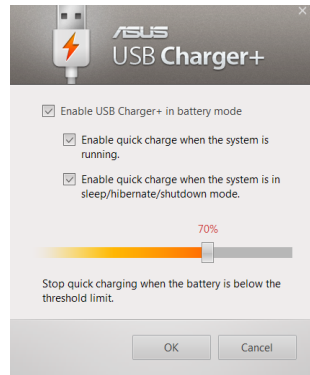 ASUS
USB Charger+
Enable USB Charger+ in battery mode
Enable quick charge when the system is
running.
Enable quick charge when the system is in
sleep/hibernate/shutdown mode.
70%
Stop quick charging when the battery is below the
threshold limit.
OK
Cancel